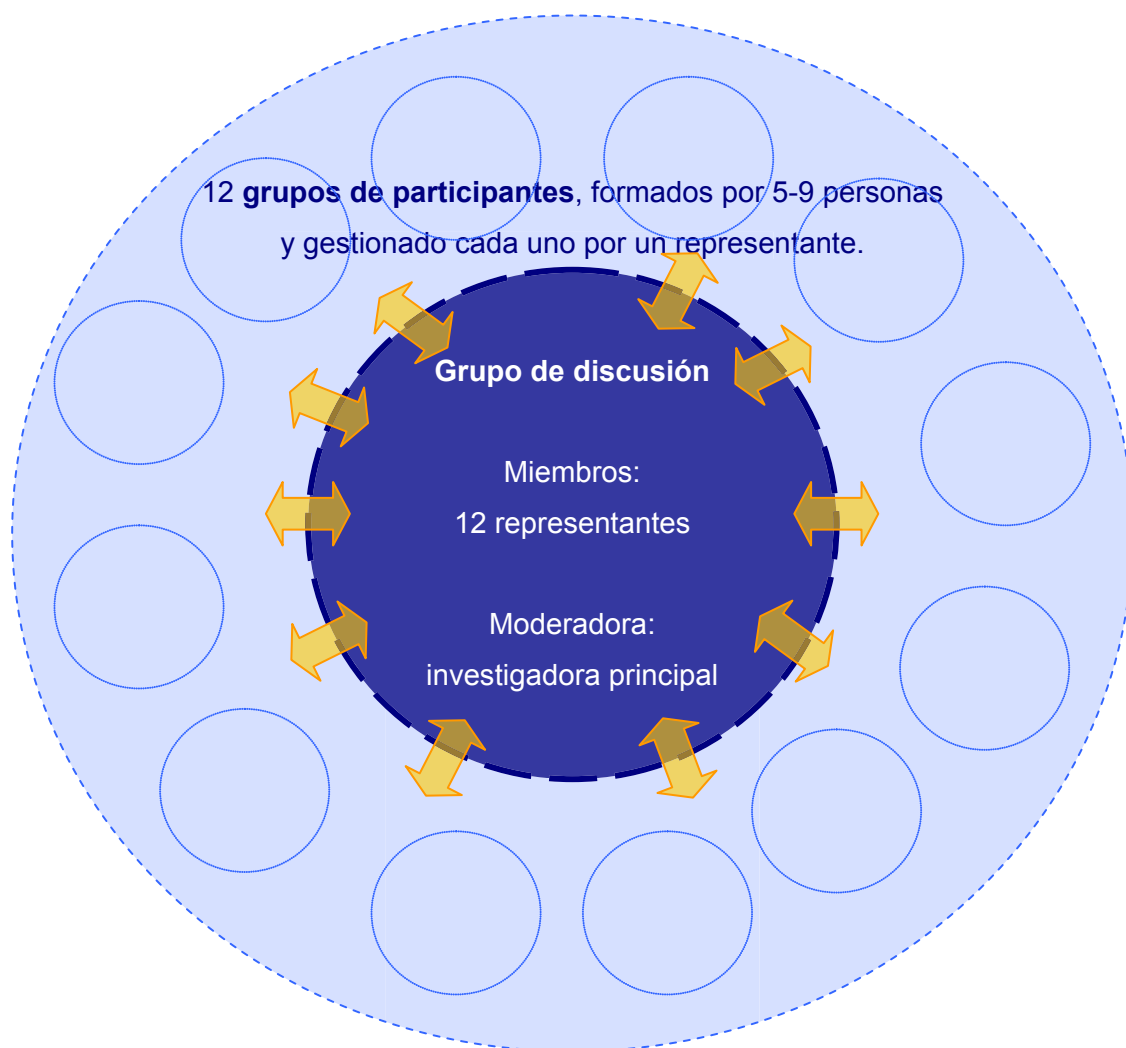 12 grupos de participantes, formados por 5-9 personas
y gestionado cada uno por un representante.
Grupo de discusión
Miembros:
12 representantes
Moderadora:
investigadora principal